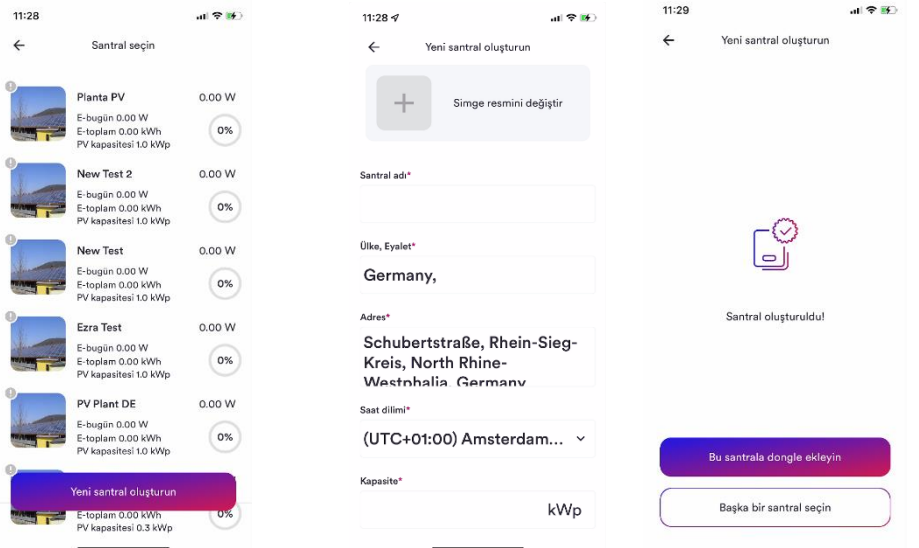 11:28
Santral seçin
Planta PV
0.00 W
E-bugün 0.00 W
E-toplam 0.00 kWh
PV kapasitesi 1.0 kWp
0%
New Test 2
0.00 W
E-bugün 0.00 W
E-toplam 0.00 kWh
PV kapasitesi 1.0 kWp
0%
New Test
0.00 W
E-bugün 0.00 W
E-toplam 0.00 kWh
PV kapasitesi 1.0 kWp
0%
Ezra Test
0.00 W
E-bugün 0.00 W
E-toplam 0.00 kWh
PV kapasitesi 1.0 kWp
0%
PV Plant DE
0.00 W
E-bugün 0.00 W
E-toplam 0.00 kWh
PV kapasitesi 1.0 kWp
0%
Yeni santral oluşturun
E-toplam 0.00 kWh
PV kapasitesi 0.3 kWp
0%
11:28
Yeni santral oluşturun
Simge resmini değiştir
Santral adı*
Ülke, Eyalet*
Germany,
Adres*
Schubertstraße, Rhein-Sieg-
Kreis, North Rhine-
Westphalia, Germany
Saat dilimi*
(UTC+01:00) Amsterdam...
Kapasite*
kWp
11:29
Yeni santral oluşturun
Santral oluşturuldu!
Bu santrala dongle ekleyin
Başka bir santral seçin